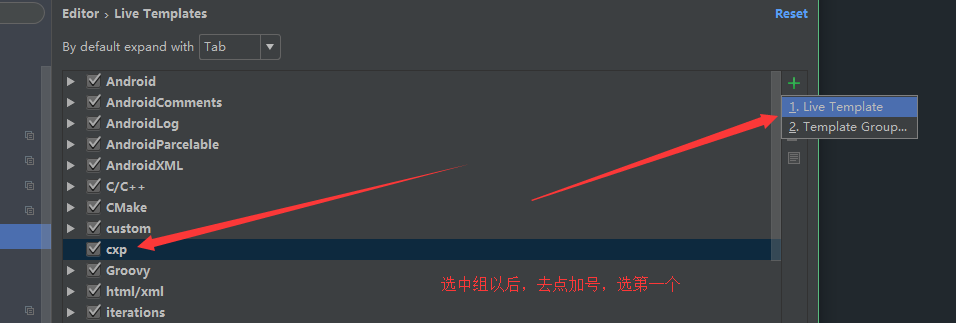 Editor › Live Templates
Reset
By default expand with Tab
Android
AndroidComments
AndroidLog
AndroidParcelable
AndroidXML
C/C++
CMake
custom
cxp
Groovy
html/xml
iterations
1. Live Template
2. Template Group...
选中组以后，去点加号，选第一个